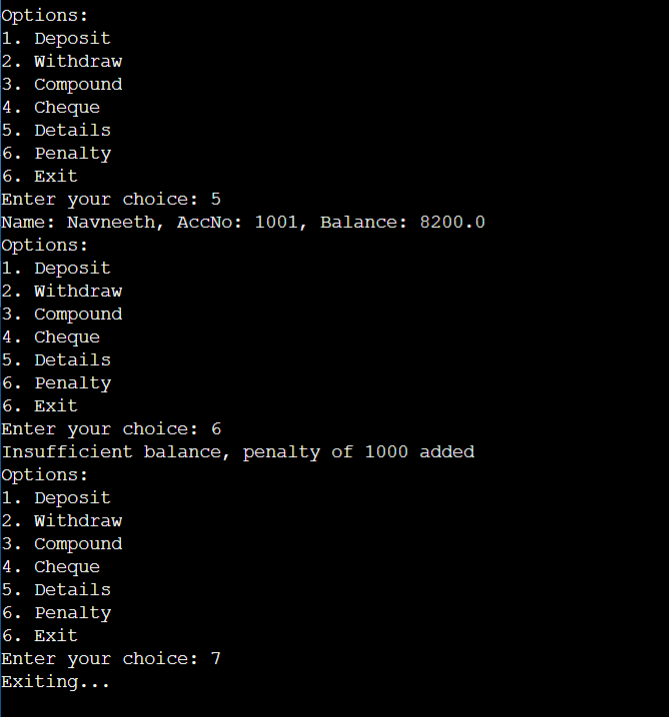 Options:
1. Deposit
2. Withdraw
3. Compound
4. Cheque
5. Details
6. Penalty
6. Exit
Enter your choice: 5
Name: Navneeth, AccNo: 1001, Balance: 8200.0
Options:
1. Deposit
2. Withdraw
3. Compound
4. Cheque
5. Details
6. Penalty
6. Exit
Enter your choice: 6
Insufficient balance, penalty of 1000 added
Options:
1. Deposit
2. Withdraw
3. Compound
4. Cheque
5. Details
6. Penalty
6. Exit
Enter your choice: 7
Exiting...